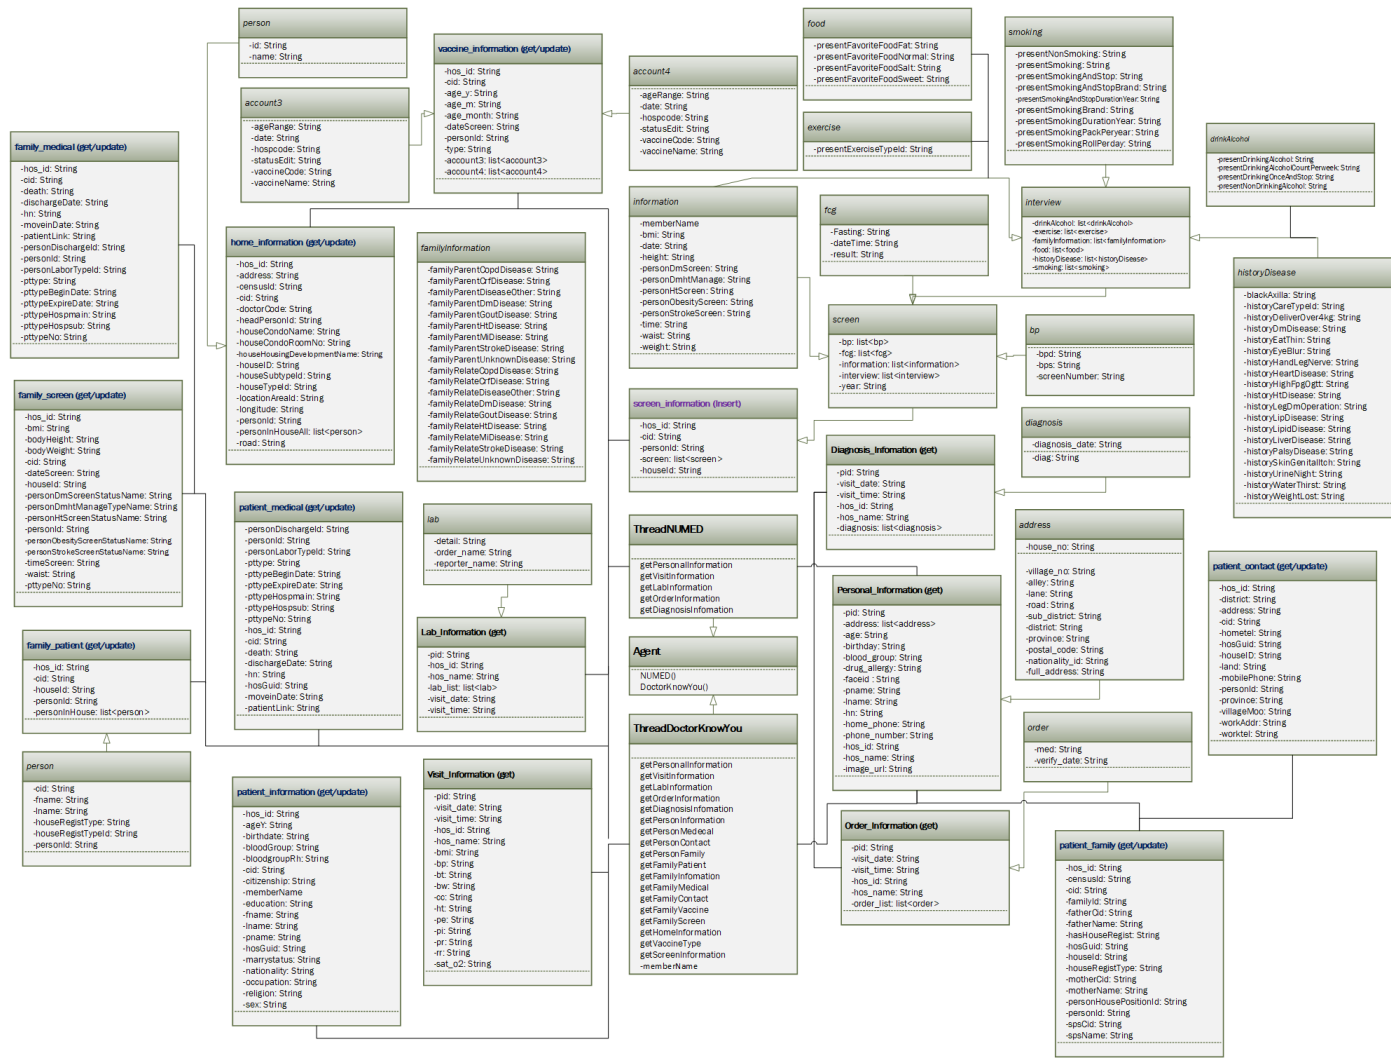 person
-id: String
-name: String
vaccine_information (get/update)
-hos_id: String
-cid: String
-age_y: String
-age_m: String
-age_month: String
-dateScreen: String
-personId: String
-type: String
-account3: list<account3>
-account4: list<account4>
account3
-ageRange: String
-date: String
-hospcode: String
-statusEdit: String
-vaccineCode: String
-vaccineName: String
account4
-ageRange: String
-date: String
-hospcode: String
-statusEdit: String
-vaccineCode: String
-vaccineName: String
food
-presentFavoriteFoodFat: String
-presentFavoriteFoodNormal: String
-presentFavoriteFoodSalt: String
-presentFavoriteFoodSweet: String
exercise
-presentExerciseTypeId: String
smoking
-presentNonSmoking: String
-presentSmoking: String
-presentSmokingAndStop: String
-presentSmokingAndStopBrand: String
-presentSmokingAndStopDurationYear: String
-presentSmokingBrand: String
-presentSmokingDurationYear: String
-presentSmokingPackPeryear: String
-presentSmokingRollPerday: String
drinkAlcohol
-presentDrinkingAlcohol: String
-presentDrinkingAlcoholCountPerweek: String
-presentDrinkingOnceAndStop: String
-presentNonDrinkingAlcohol: String
family_medical (get/update)
-hos_id: String
-cid: String
-death: String
-dischargeDate: String
-hn: String
-moveinDate: String
-patientLink: String
-personDischargeId: String
-personId: String
-personLaborTypeId: String
-pttype: String
-pttypeBeginDate: String
-pttypeExpireDate: String
-pttypeHospmain: String
-pttypeHospsub: String
-pttypeNo: String
home_information (get/update)
-hos_id: String
-address: String
-censusId: String
-cid: String
-doctorCode: String
-headPersonId: String
-houseCondoName: String
-houseCondoRoomNo: String
-houseHousingDevelopmentName: String
-houseID: String
-houseSubtypeId: String
-houseTypeId: String
-locationAreaId: String
-longitude: String
-personId: String
-personInHouseAll: list<person>
-road: String
familyInformation
-familyParentCopdDisease: String
-familyParentCrfDisease: String
-familyParentDiseaseOther: String
-familyParentDmDisease: String
-familyParentGoutDisease: String
-familyParentHtDisease: String
-familyParentMiDisease: String
-familyParentStrokeDisease: String
-familyParentUnknownDisease: String
-familyRelateCopdDisease: String
-familyRelateCrfDisease: String
-familyRelateDiseaseOther: String
-familyRelateDmDisease: String
-familyRelateGoutDisease: String
-familyRelateHtDisease: String
-familyRelateMiDisease: String
-familyRelateStrokeDisease: String
-familyRelateUnknownDisease: String
information
-memberName
-bmi: String
-date: String
-height: String
-personDmScreen: String
-personDmhtManage: String
-personHtScreen: String
-personObesityScreen: String
-personStrokeScreen: String
-time: String
-waist: String
-weight: String
fcg
-Fasting: String
-dateTime: String
-result: String
interview
-drinkAlcohol: list<drinkAlcohol>
-exercise: list<exercise>
-familyInformation: list<familyInformation>
-food: list<food>
-historyDisease: list<historyDisease>
-smoking: list<smoking>
historyDisease
-blackAxilla: String
-historyCareTypeId: String
-historyDeliverOver4kg: String
-historyDmDisease: String
-historyEatThin: String
-historyEyeBlur: String
-historyHandLegNerve: String
-historyHeartDisease: String
-historyHighFpgOgtt: String
-historyHtDisease: String
-historyLegDmOperation: String
-historyLipDisease: String
-historyLipidDisease: String
-historyLiverDisease: String
-historyPalsyDisease: String
-historySkinGenitalItch: String
-historyUrineNight: String
-historyWaterThirst: String
-historyWeightLost: String
screen
-bp: list<bp>
-fcg: list<fcg>
-information: list<information>
-interview: list<interview>
-year: String
bp
-bpd: String
-bps: String
-screenNumber: String
family_screen (get/update)
-hos_id: String
-bmi: String
-bodyHeight: String
-bodyWeight: String
-cid: String
-dateScreen: String
-houseId: String
-personDmScreenStatusName: String
-personDmhtManageTypeName: String
-personHtScreenStatusName: String
-personId: String
-personObesityScreenStatusName: String
-personStrokeScreenStatusName: String
-timeScreen: String
-waist: String
-pttypeNo: String
screen_information (Insert)
-hos_id: String
-cid: String
-personId: String
-screen: list<screen>
-houseId: String
Diagnosis_Infomation (get)
-pid: String
-visit_date: String
-visit_time: String
-hos_id: String
-hos_name: String
-diagnosis: list<diagnosis>
diagnosis
-diagnosis_date: String
-diag: String
patient_medical (get/update)
-personDischargeId: String
-personId: String
-personLaborTypeId: String
-pttype: String
-pttypeBeginDate: String
-pttypeExpireDate: String
-pttypeHospmain: String
-pttypeHospsub: String
-pttypeNo: String
-hos_id: String
-cid: String
-death: String
-dischargeDate: String
-hn: String
-hosGuid: String
-moveinDate: String
-patientLink: String
lab
-detail: String
-order_name: String
-reporter_name: String
ThreadNUMED
getPersonalInformation
getVisitInformation
getLabInformation
getOrderInformation
getDiagnosisInfomation
address
-house_no: String
-village_no: String
-alley: String
-lane: String
-road: String
-sub_district: String
-district: String
-province: String
-postal_code: String
-nationality_id: String
-full_address: String
patient_contact (get/update)
-hos_id: String
-district: String
-address: String
-cid: String
-hometel: String
-hosGuid: String
-houseID: String
-land: String
-mobilePhone: String
-personId: String
-province: String
-villageMoo: String
-workAddr: String
-worktel: String
Personal_Information (get)
-pid: String
-address: list<address>
-age: String
-birthday: String
-blood_group: String
-drug_allergy: String
-faceid : String
-pname: String
-lname: String
-hn: String
-home_phone: String
-phone_number: String
-hos_id: String
-hos_name: String
-image_url: String
Lab_Information (get)
-pid: String
-hos_id: String
-hos_name: String
-lab_list: list<lab>
-visit_date: String
-visit_time: String
Agent
NUMED()
DoctorKnowYou()
family_patient (get/update)
-hos_id: String
-cid: String
-houseId: String
-personId: String
-personInHouse: list<person>
person
-cid: String
-fname: String
-lname: String
-houseRegistType: String
-houseRegistTypeId: String
-personId: String
patient_information (get/update)
-hos_id: String
-ageY: String
-birthdate: String
-bloodGroup: String
-bloodgroupRh: String
-cid: String
-citizenship: String
-memberName
-education: String
-fname: String
-lname: String
-pname: String
-hosGuid: String
-marrystatus: String
-nationality: String
-occupation: String
-religion: String
-sex: String
Visit_Information (get)
-pid: String
-visit_date: String
-visit_time: String
-hos_id: String
-hos_name: String
-bmi: String
-bp: String
-bt: String
-bw: String
-cc: String
-ht: String
-pe: String
-pi: String
-pr: String
-rr: String
-sat_o2: String
ThreadDoctorKnowYou
getPersonalInformation
getVisitInformation
getLabInformation
getOrderInformation
getDiagnosisInfomation
getPersonInformation
getPersonMedecal
getPersonContact
getPersonFamily
getFamilyPatient
getFamilyInfomation
getFamilyMedical
getFamilyContact
getFamilyVaccine
getFamilyScreen
getHomeInformation
getVaccineType
getScreenInformation
-memberName
order
-med: String
-verify_date: String
Order_Information (get)
-pid: String
-visit_date: String
-visit_time: String
-hos_id: String
-hos_name: String
-order_list: list<order>
patient_family (get/update)
-hos_id: String
-censusId: String
-cid: String
-familyId: String
-fatherCid: String
-fatherName: String
-hasHouseRegist: String
-hosGuid: String
-houseId: String
-houseRegistType: String
-motherCid: String
-motherName: String
-personHousePositionId: String
-personId: String
-spsCid: String
-spsName: String